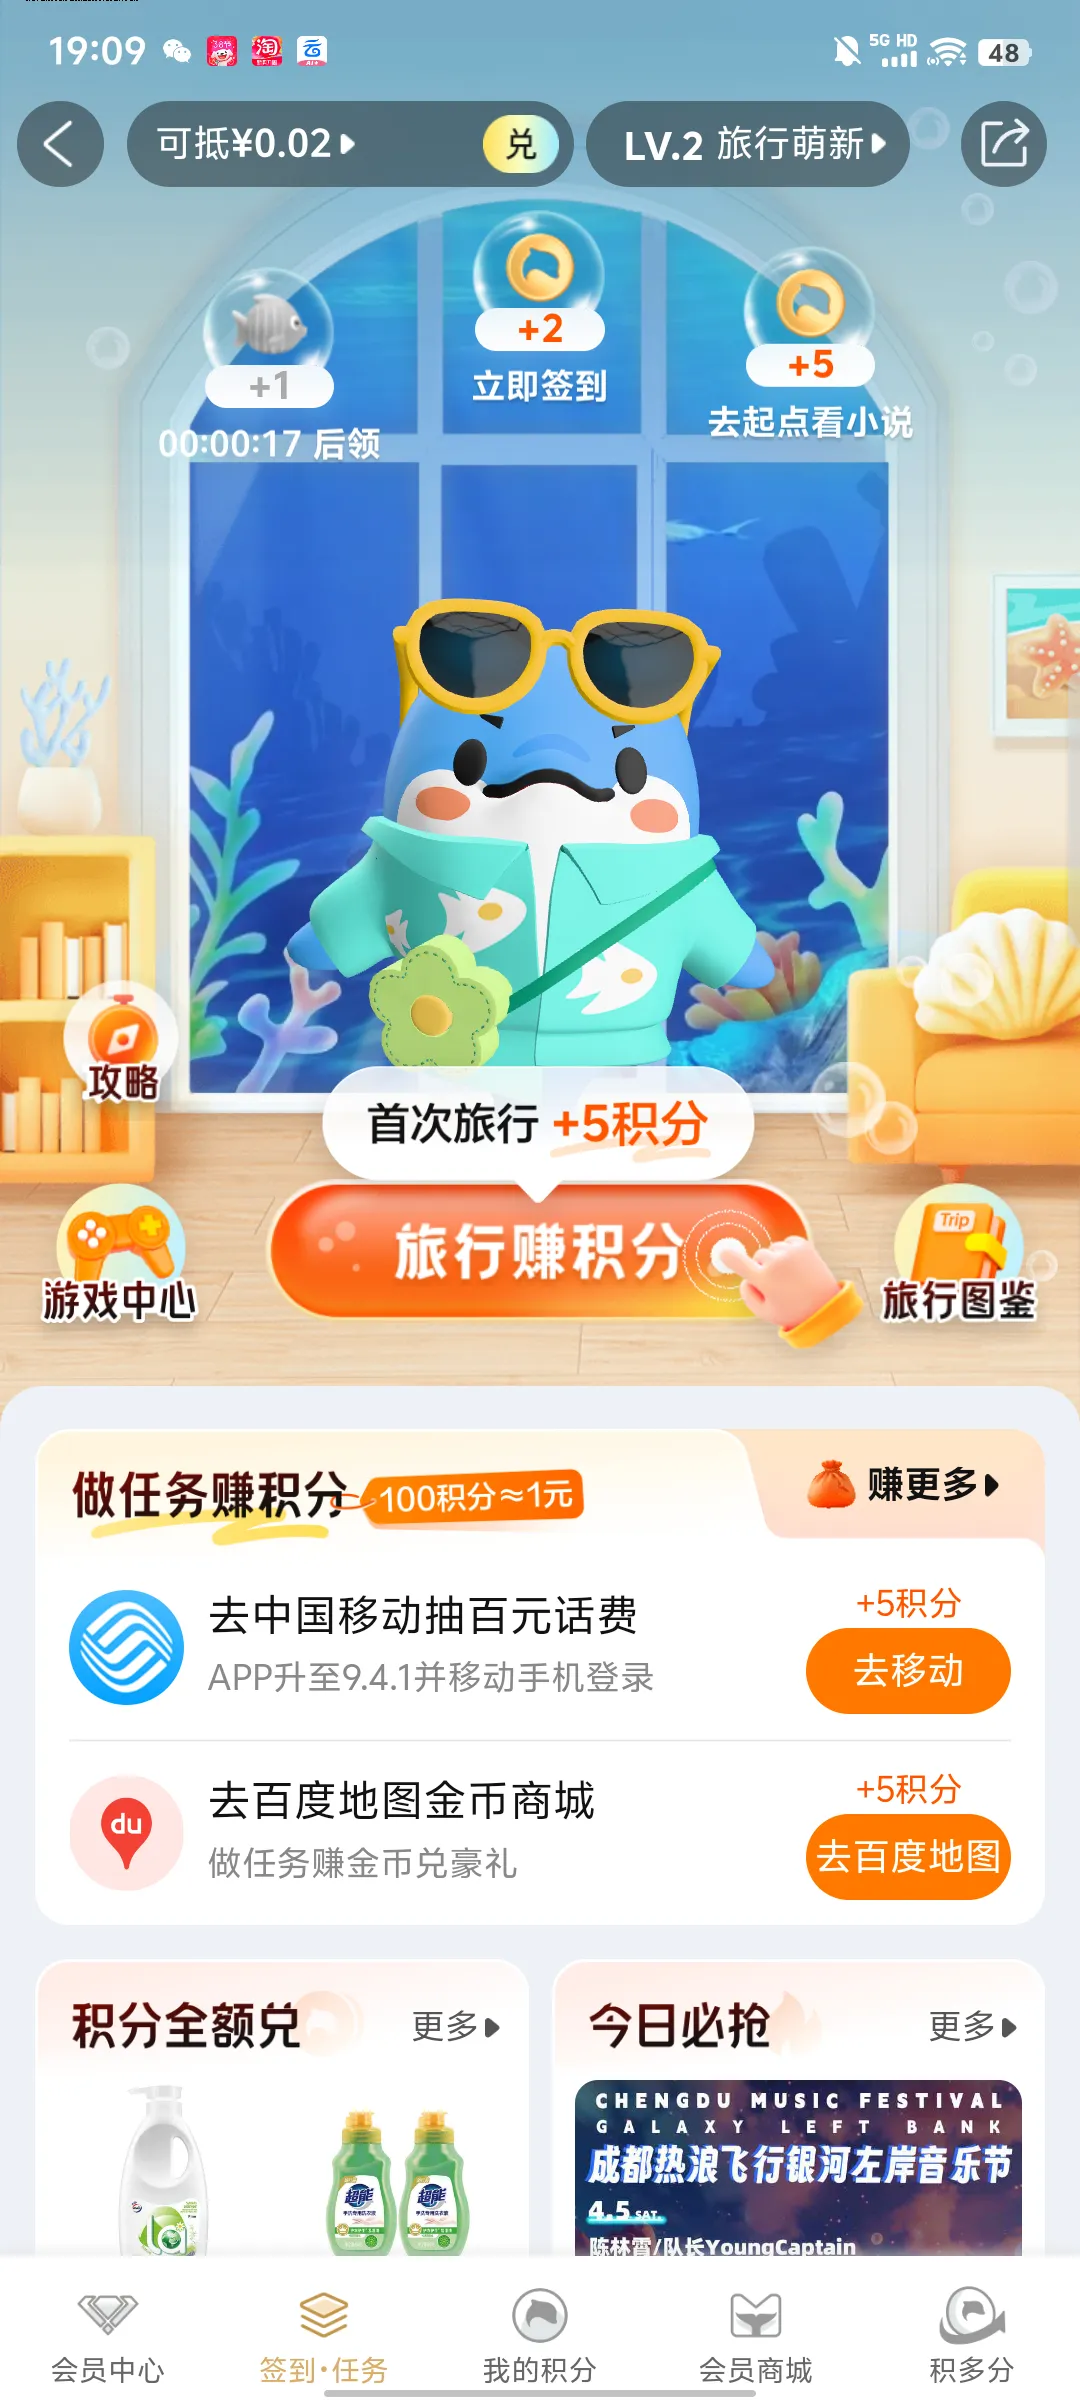 19:09
5G HD
48
可抵¥0.02
兑
LV.2 旅行萌新
+1
00:00:17 后领
+2
立即签到
+5
去起点看小说
攻略
首次旅行 +5积分
游戏中心
旅行赚积分
Trip
旅行图鉴
做任务赚积分
100积分≈1元
赚更多
去中国移动抽百元话费
APP升至9.4.1并移动手机登录
+5积分
去移动
du
去百度地图金币商城
做任务赚金币兑豪礼
+5积分
去百度地图
积分全额兑
更多
今日必抢
更多
超能
超能
CHENGDU MUSIC FESTIVAL
GALAXY LEFT BANK
成都热浪飞行银河左岸音乐节
4.5 SAT.
陈林霄/队长YoungCaptain
会员中心
签到·任务
我的积分
会员商城
积多分